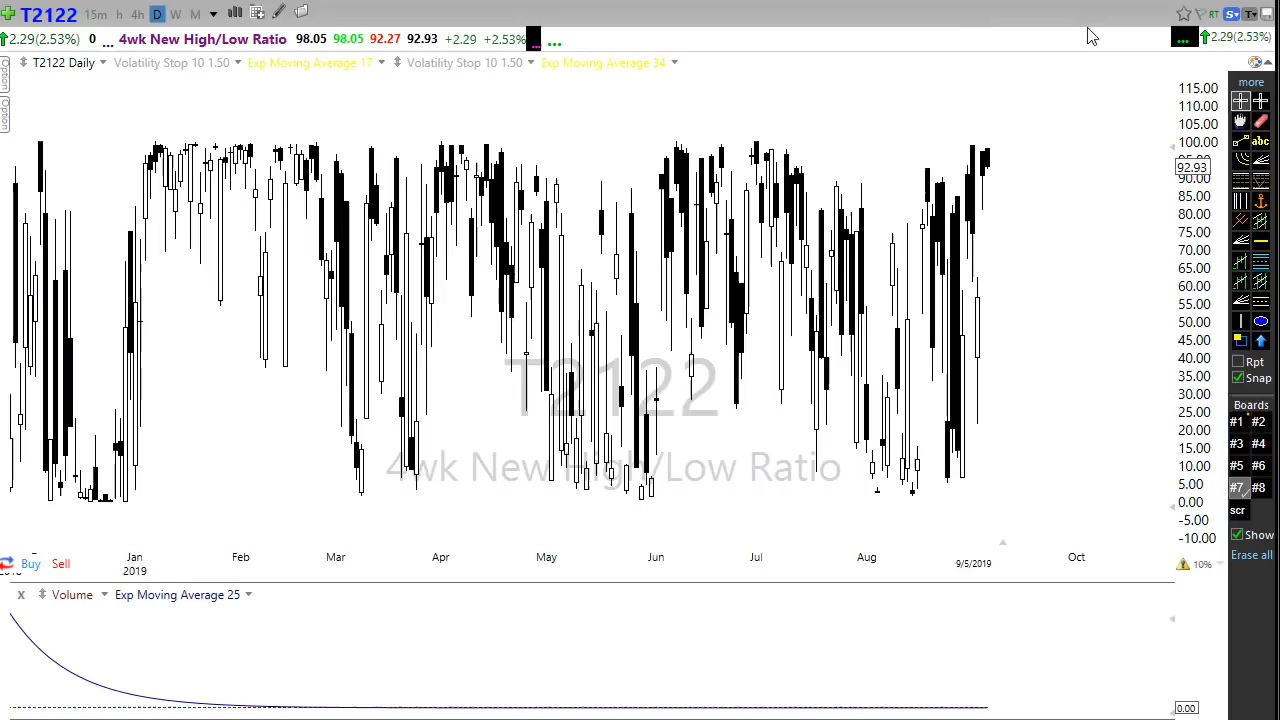 T2122 15m h 4h D W M RT S T
2.29(2.53%) 0 ... 4wk New High/Low Ratio 98.05 98.05 92.27 92.93 +2.29 +2.53% ... ... ... 2.29(2.53%)
T2122 Daily Volatility Stop 10 1.50 Exp Moving Average 17 Volatility Stop 10 1.50 Exp Moving Average 34
Option
Option
more
abc
115.00
110.00
105.00
100.00
92.93
90.00
85.00
80.00
75.00
70.00
65.00
60.00
55.00
50.00
45.00
40.00
35.00
30.00
25.00
20.00
15.00
10.00
5.00
0.00
-5.00
-10.00
T2122
4wk New High/Low Ratio
Rpt
Snap
Boards
#1 #2
#3 #4
#5 #6
#7 #8
scr
Show
Erase all
Jan Feb Mar Apr May Jun Jul Aug 9/5/2019 Oct
2019
Buy Sell
10%
x Volume Exp Moving Average 25
0.00